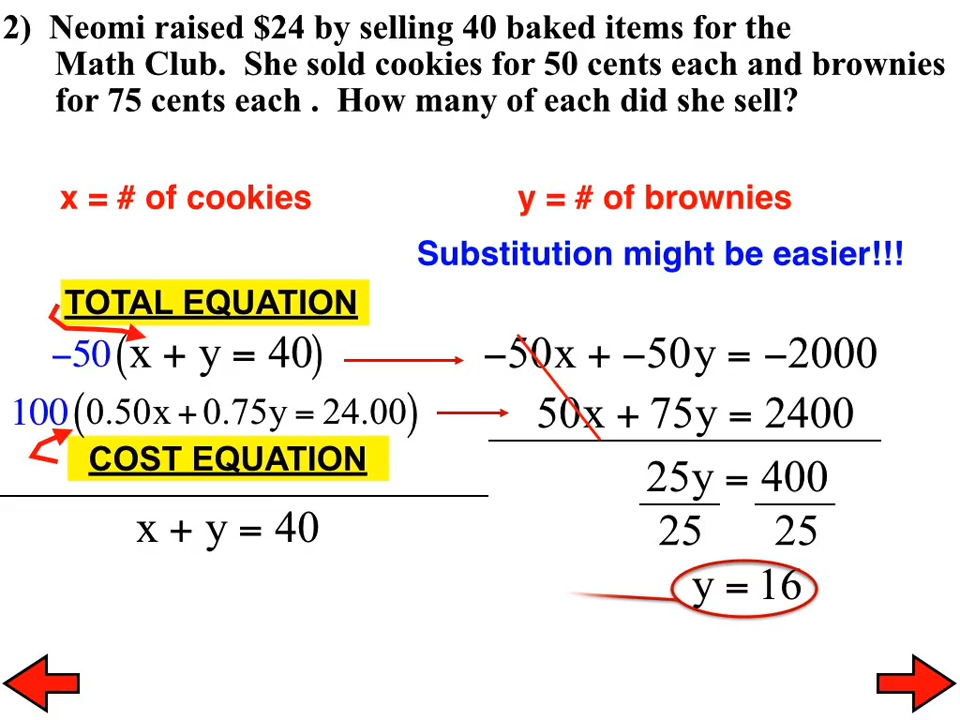 2) Neomi raised $24 by selling 40 baked items for the
Math Club. She sold cookies for 50 cents each and brownies
for 75 cents each . How many of each did she sell?
x = # of cookies
y = # of brownies
Substitution might be easier!!!
TOTAL EQUATION
−50(x + y = 40)
−50x + −50y = −2000
100(0.50x + 0.75y = 24.00)
50x + 75y = 2400
COST EQUATION
25y = 400
25 25
x + y = 40
y = 16